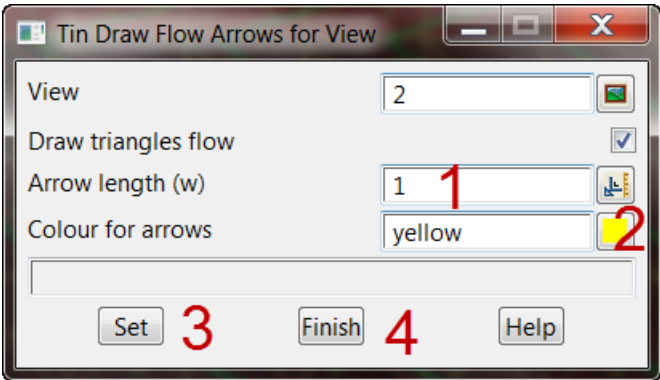 Tin Draw Flow Arrows for View
View 2
Draw triangles flow
Arrow length (w) 1 1
Colour for arrows yellow 2
Set 3 Finish 4 Help